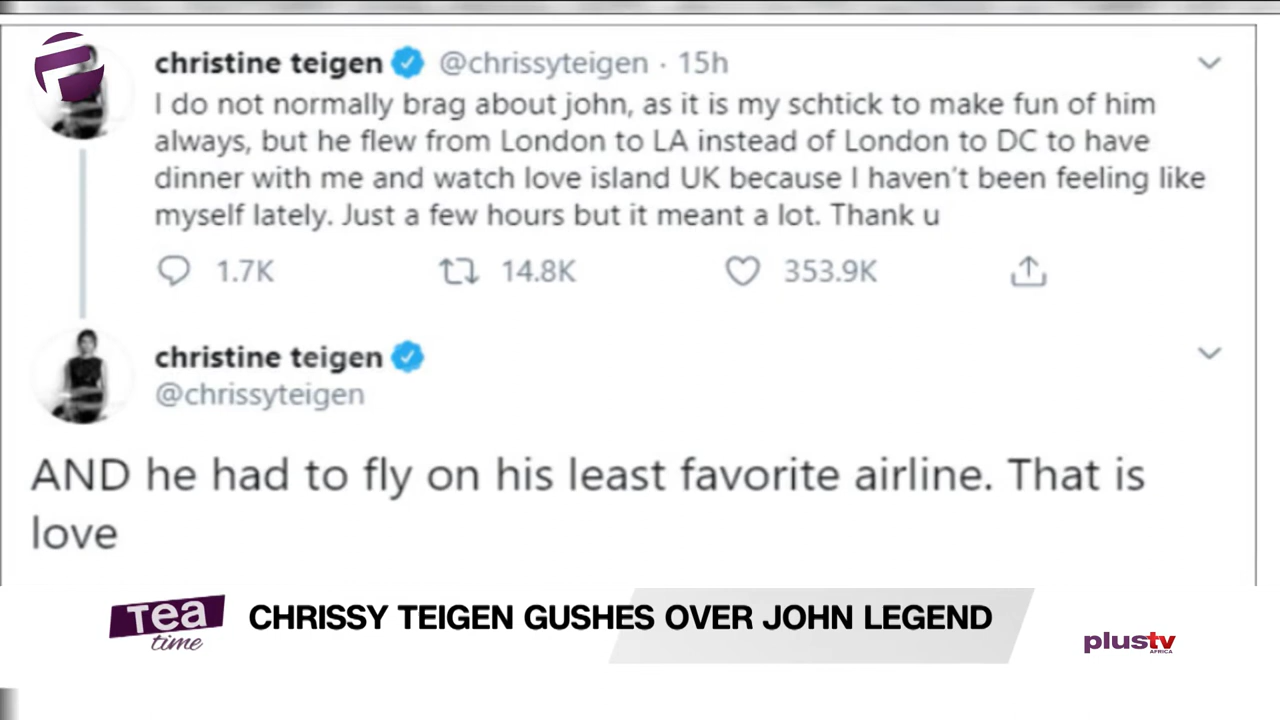 christine teigen @chrissyteigen · 15h
I do not normally brag about john, as it is my schtick to make fun of him
always, but he flew from London to LA instead of London to DC to have
dinner with me and watch love island UK because I haven't been feeling like
myself lately. Just a few hours but it meant a lot. Thank u
1.7K 14.8K 353.9K
christine teigen
@chrissyteigen
AND he had to fly on his least favorite airline. That is
love
Tea
time
CHRISSY TEIGEN GUSHES OVER JOHN LEGEND
plustv
AFRICA